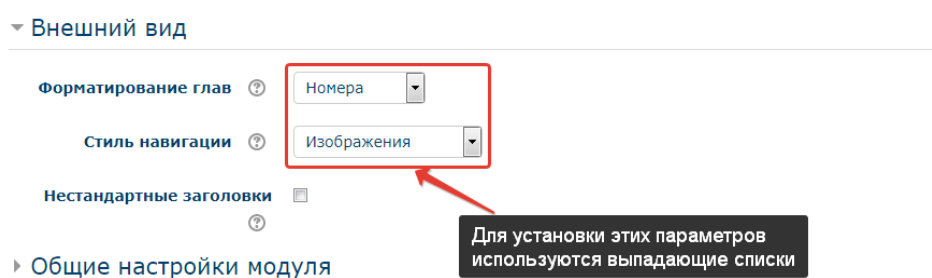 Внешний вид
Форматирование глав
Номера
Стиль навигации
Изображения
Нестандартные заголовки
Для установки этих параметров
используются выпадающие списки
Общие настройки модуля